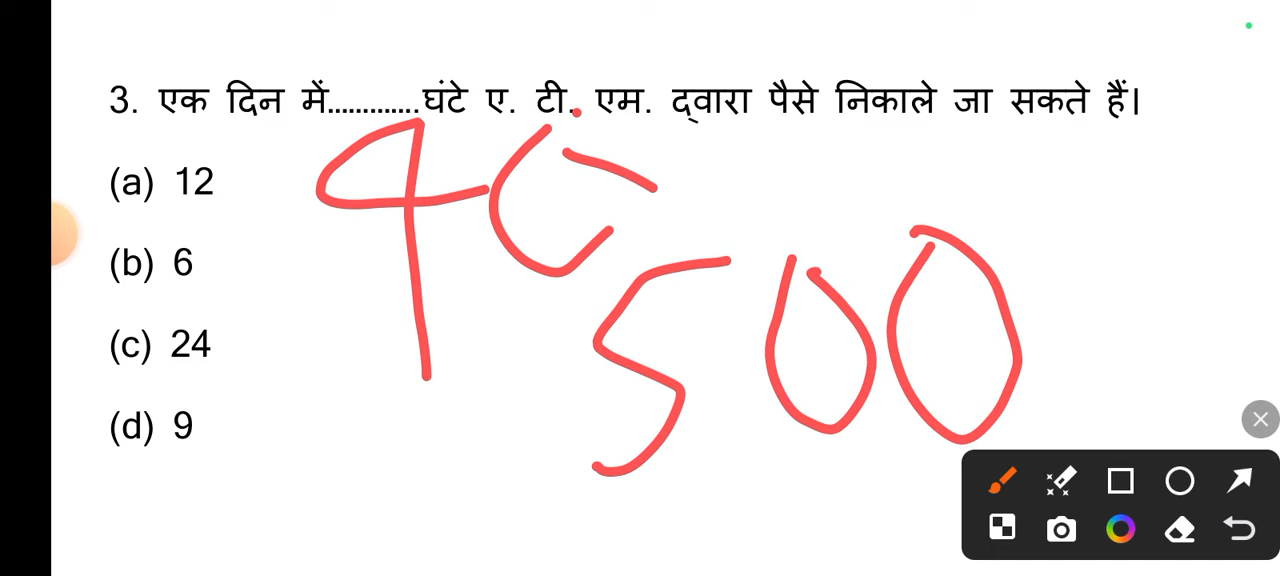 3. एक दिन में.............घंटे ए. टी. एम. द्वारा पैसे निकाले जा सकते हैं।
(a) 12
(b) 6
(c) 24
(d) 9
500